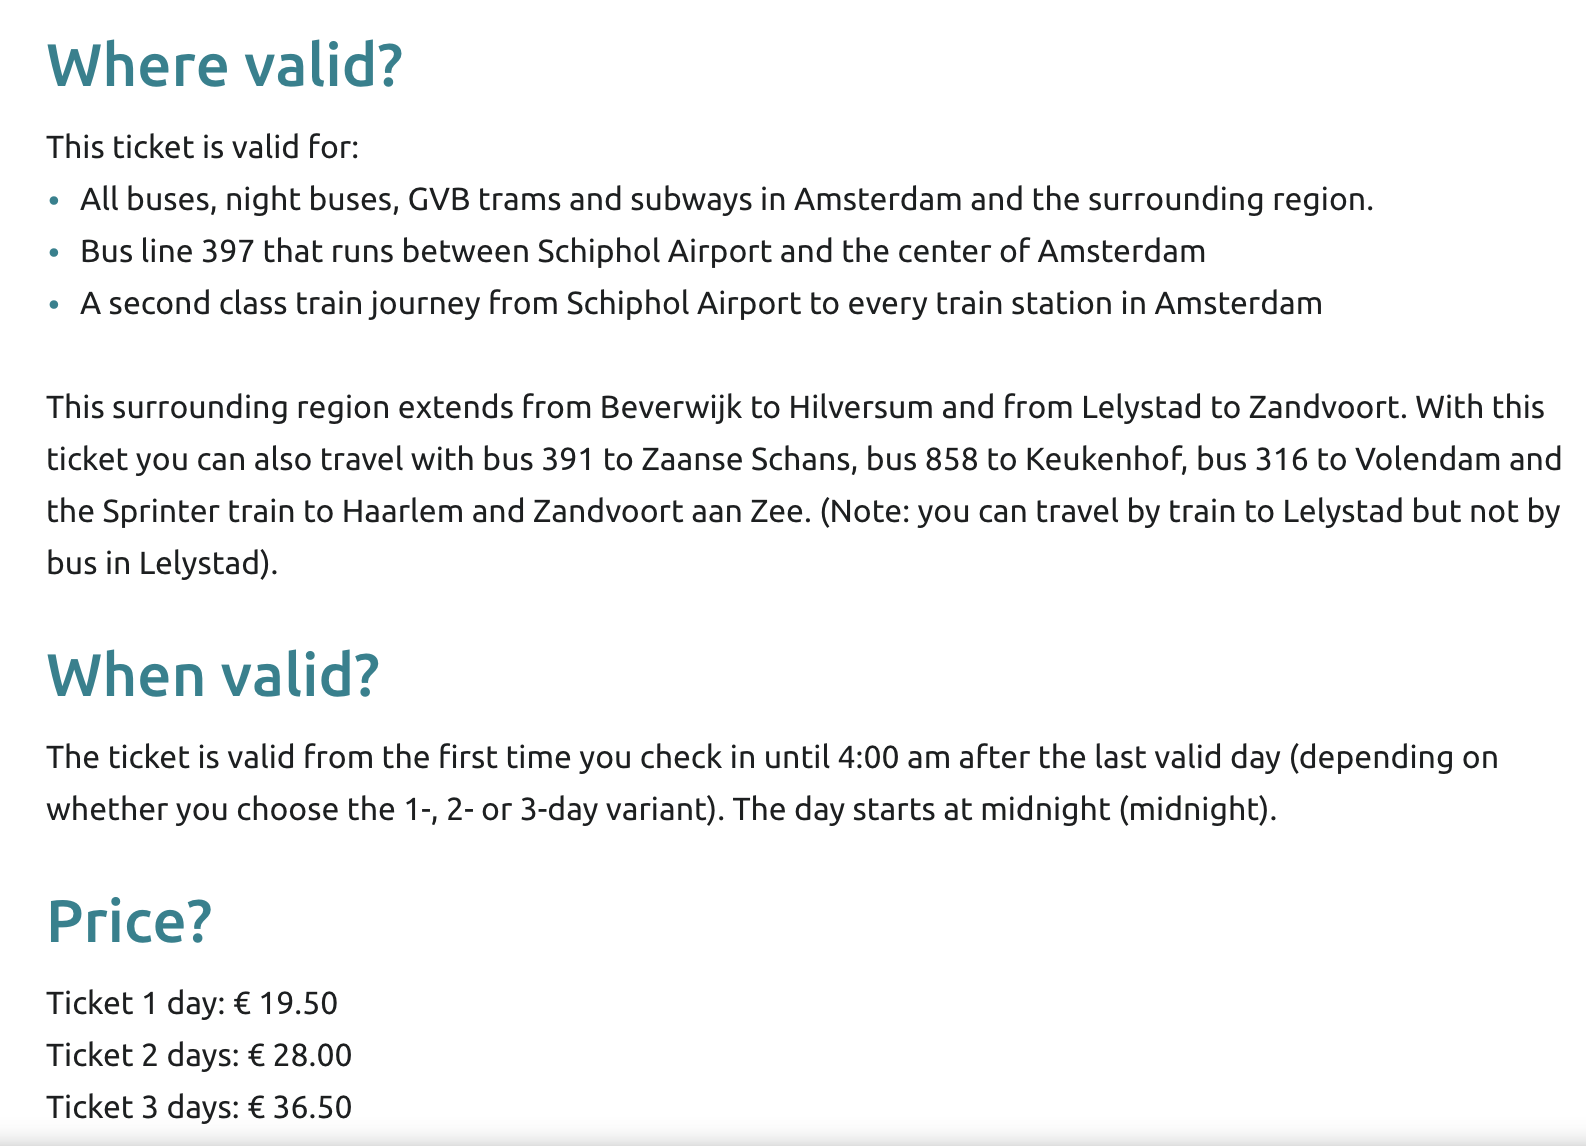 Where valid?
This ticket is valid for:
• All buses, night buses, GVB trams and subways in Amsterdam and the surrounding region.
• Bus line 397 that runs between Schiphol Airport and the center of Amsterdam
• A second class train journey from Schiphol Airport to every train station in Amsterdam
This surrounding region extends from Beverwijk to Hilversum and from Lelystad to Zandvoort. With this
ticket you can also travel with bus 391 to Zaanse Schans, bus 858 to Keukenhof, bus 316 to Volendam and
the Sprinter train to Haarlem and Zandvoort aan Zee. (Note: you can travel by train to Lelystad but not by
bus in Lelystad).
When valid?
The ticket is valid from the first time you check in until 4:00 am after the last valid day (depending on
whether you choose the 1-, 2- or 3-day variant). The day starts at midnight (midnight).
Price?
Ticket 1 day: € 19.50
Ticket 2 days: € 28.00
Ticket 3 days: € 36.50